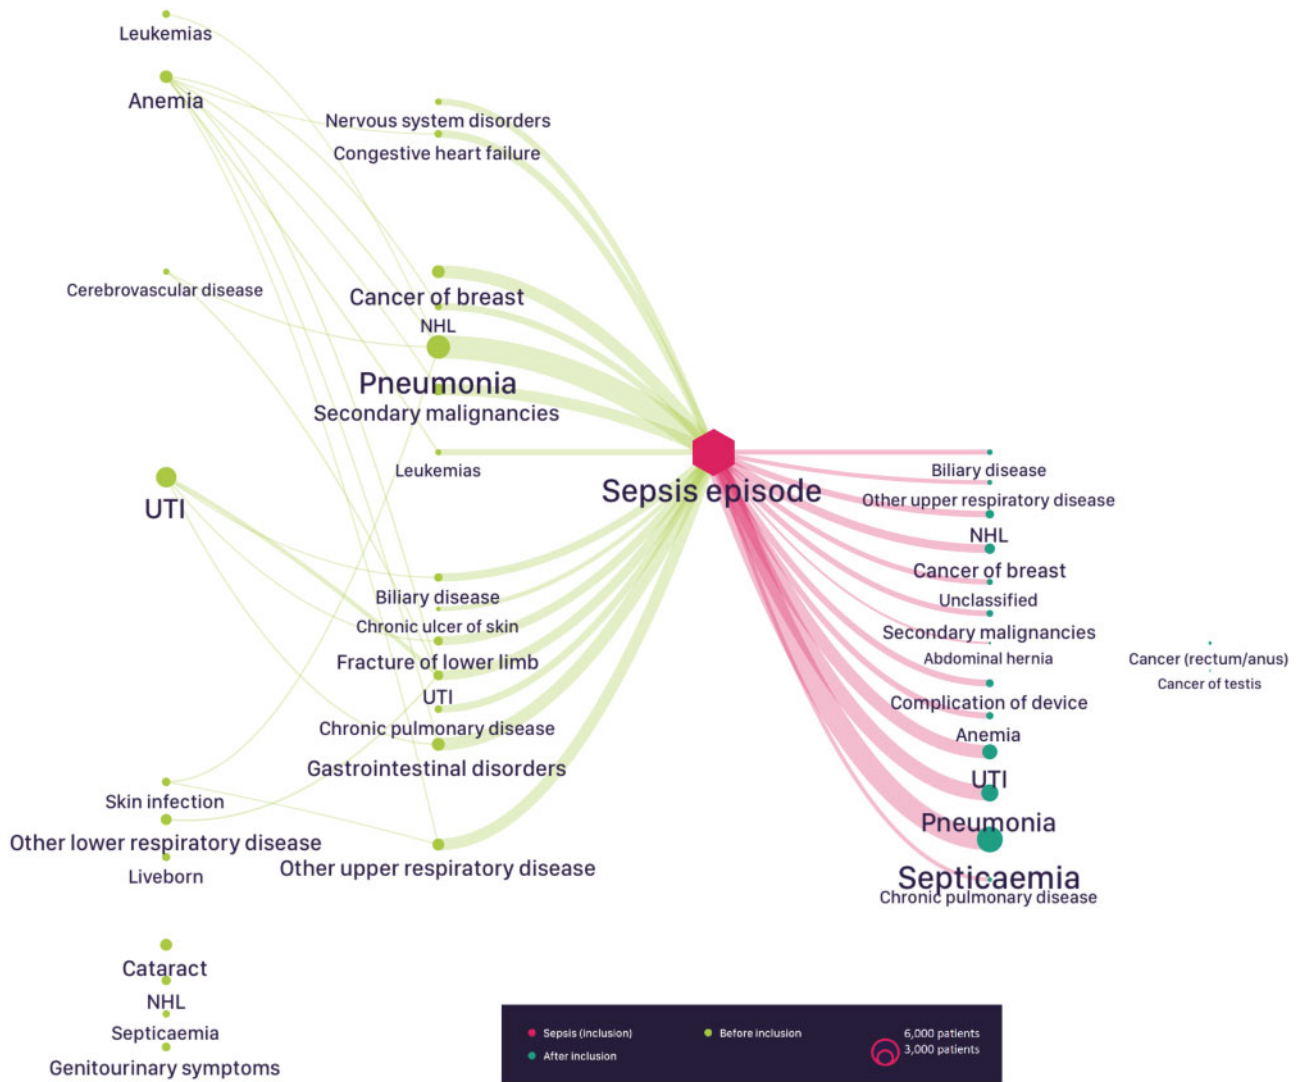 Leukemias
Anemia
Nervous system disorders
Congestive heart failure
Cerebrovascular disease
Cancer of breast
NHL
Pneumonia
Secondary malignancies
Leukemias
Sepsis episode
UTI
Biliary disease
Other upper respiratory disease
NHL
Cancer of breast
Unclassified
Secondary malignancies
Abdominal hernia
Cancer (rectum/anus)
Cancer of testis
Complication of device
Anemia
UTI
Pneumonia
Septicaemia
Chronic pulmonary disease
Biliary disease
Chronic ulcer of skin
Fracture of lower limb
UTI
Chronic pulmonary disease
Gastrointestinal disorders
Other upper respiratory disease
Skin infection
Other lower respiratory disease
Liveborn
Cataract
NHL
Septicaemia
Genitourinary symptoms
Sepsis (inclusion)
Before inclusion
After inclusion
6,000 patients
3,000 patients